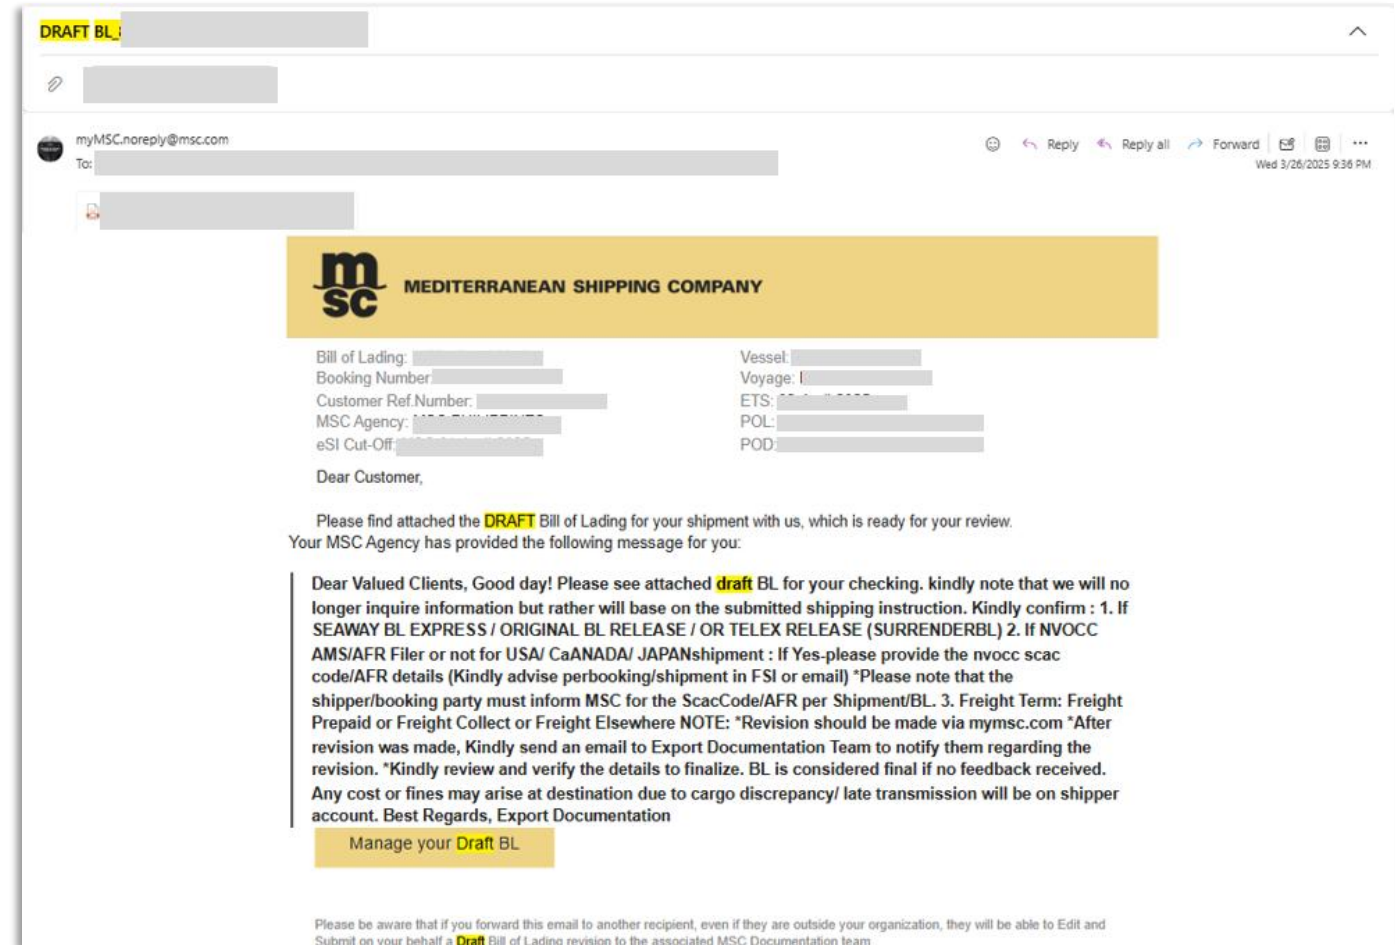 DRAFT BL_
myMSC.noreply@msc.com
Reply Reply all Forward
To:
Wed 3/26/2025 9:36 PM
msc MEDITERRANEAN SHIPPING COMPANY
Bill of Lading: Vessel:
Booking Number: Voyage:
Customer Ref.Number: ETS:
MSC Agency: POL:
eSI Cut-Off: POD:
Dear Customer,
Please find attached the DRAFT Bill of Lading for your shipment with us, which is ready for your review.
Your MSC Agency has provided the following message for you:
Dear Valued Clients, Good day! Please see attached draft BL for your checking. kindly note that we will no
longer inquire information but rather will base on the submitted shipping instruction. Kindly confirm : 1. If
SEAWAY BL EXPRESS / ORIGINAL BL RELEASE / OR TELEX RELEASE (SURRENDERBL) 2. If NVOCC
AMS/AFR Filer or not for USA/ CaANADA/ JAPANshipment : If Yes-please provide the nvocc scac
code/AFR details (Kindly advise perbooking/shipment in FSI or email) *Please note that the
shipper/booking party must inform MSC for the ScacCode/AFR per Shipment/BL. 3. Freight Term: Freight
Prepaid or Freight Collect or Freight Elsewhere NOTE: *Revision should be made via mymsc.com *After
revision was made, Kindly send an email to Export Documentation Team to notify them regarding the
revision. *Kindly review and verify the details to finalize. BL is considered final if no feedback received.
Any cost or fines may arise at destination due to cargo discrepancy/ late transmission will be on shipper
account. Best Regards, Export Documentation
Manage your Draft BL
Please be aware that if you forward this email to another recipient, even if they are outside your organization, they will be able to Edit and
Submit on your behalf a Draft Bill of Lading revision to the associated MSC Documentation team